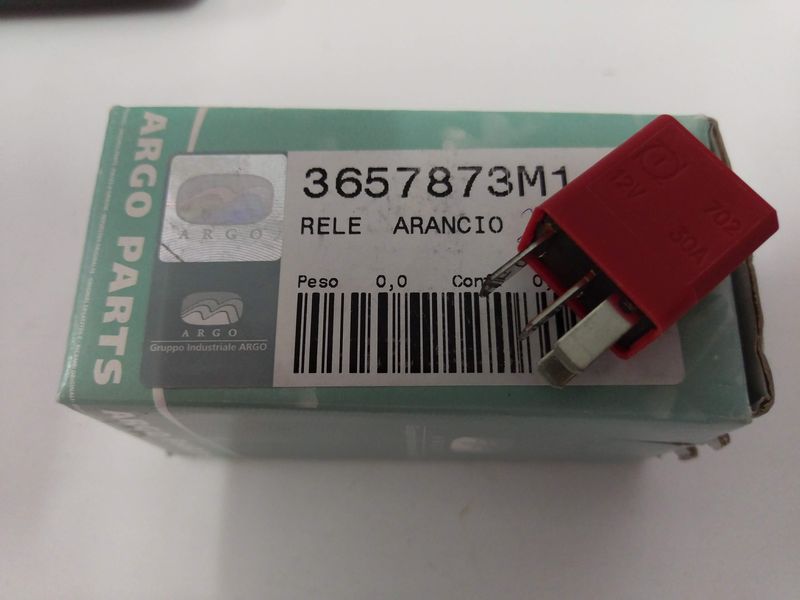 ARGO PARTS
ARGO
3657873M1
RELE ARANCIO
Peso 0,0
ARGO
Gruppo Industriale ARGO
12V
702
30A